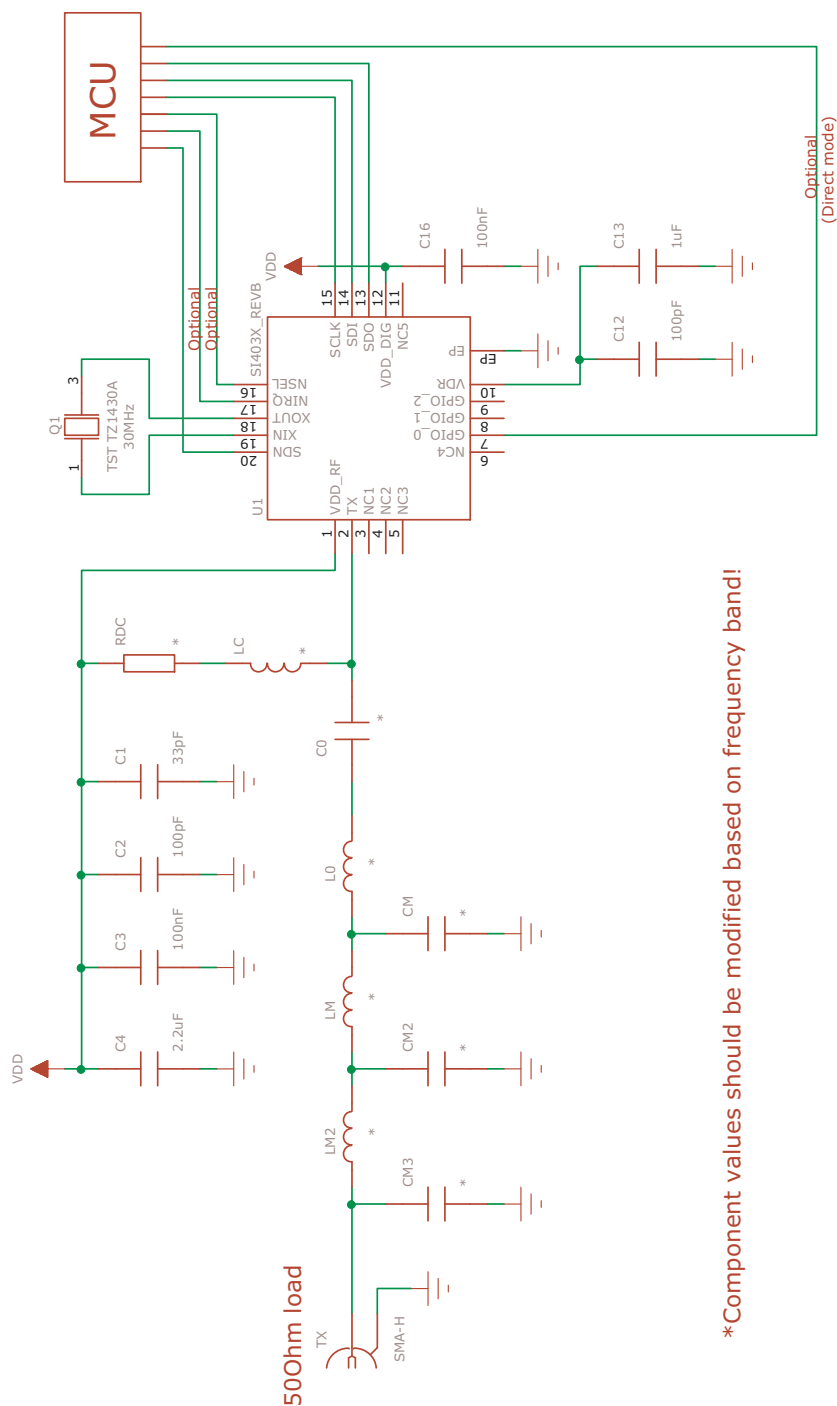 VDD
C4
2.2uF
C3
100nF
C2
100pF
C1
33pF
RDC
*
LC
*
50Ohm load
TX
SMA-H
LM2
*
CM3
*
LM
*
CM2
*
L0
*
CM
*
C0
*
Q1
1
3
TST TZ1430A
30MHz
MCU
Optional
Optional
U1
SI403X_REVB
20
19
18
17
16
SDN
XIN
XOUT
NIRQ
NSEL
1
VDD_RF
2
TX
3
NC1
4
NC2
5
NC3
SCLK
15
SDI
14
SDO
13
VDD_DIG
12
NC5
11
NC4
GPIO_0
GPIO_1
GPIO_2
VDR
EP
EP
6
7
8
9
10
VDD
C16
100nF
C12
100pF
C13
1uF
Optional
(Direct mode)
*Component values should be modified based on frequency band!